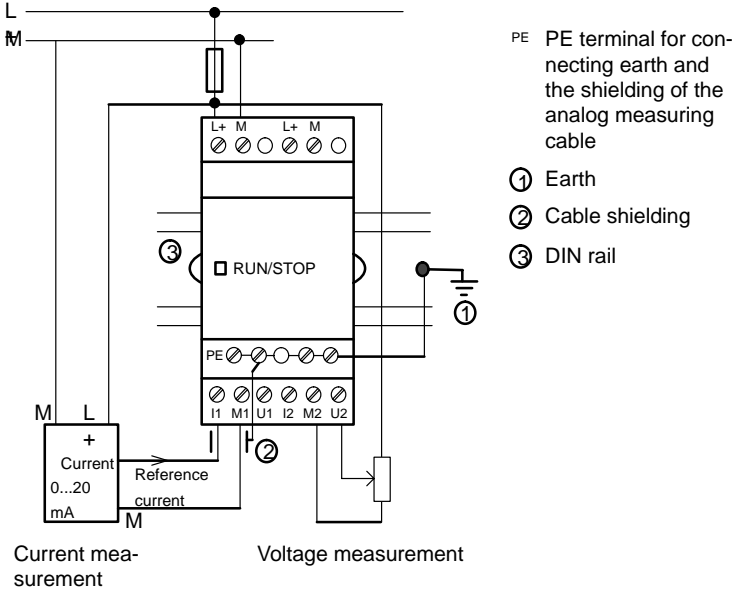 L
M
PE PE terminal for con-
necting earth and
the shielding of the
analog measuring
cable
1 Earth
2 Cable shielding
3 DIN rail
L+ M L+ M
3
RUN/STOP
1
PE
I1 M1 U1 I2 M2 U2
M L
2
+
Current
0...20
mA
Reference
current
M
Current mea-
surement
Voltage measurement